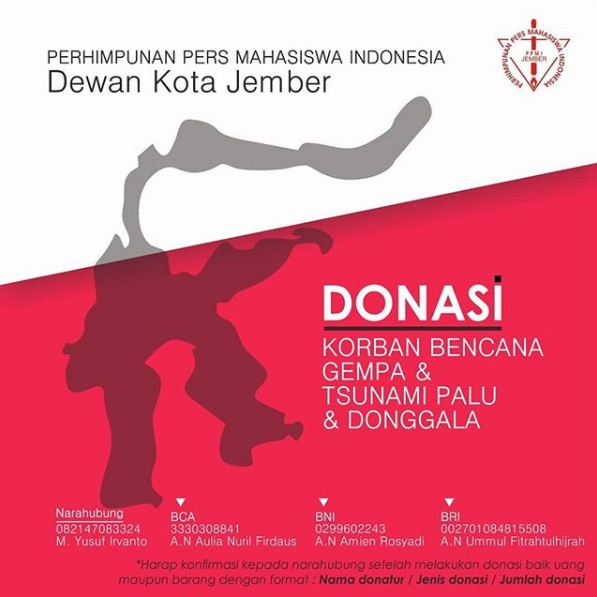 PERHIMPUNAN PERS MAHASISWA INDONESIA
Dewan Kota Jember
PERHIMPUNAN PERS MAHASISWA INDONESIA
PPMI
JEMBER
DONASi
KORBAN BENCANA
GEMPA &
TSUNAMI PALU
& DONGGALA
Narahubung
082147083324
M. Yusuf Irvanto
BCA
3330308841
A.N Aulia Nuril Firdaus
BNI
0299602243
A.N Amien Rosyadi
BRI
002701084815508
A.N Ummul Fitrahtulhijrah
*Harap konfirmasi kepada narahubung setelah melakukan donasi baik uang
maupun barang dengan format : Nama donatur / Jenis donasi / Jumlah donasi